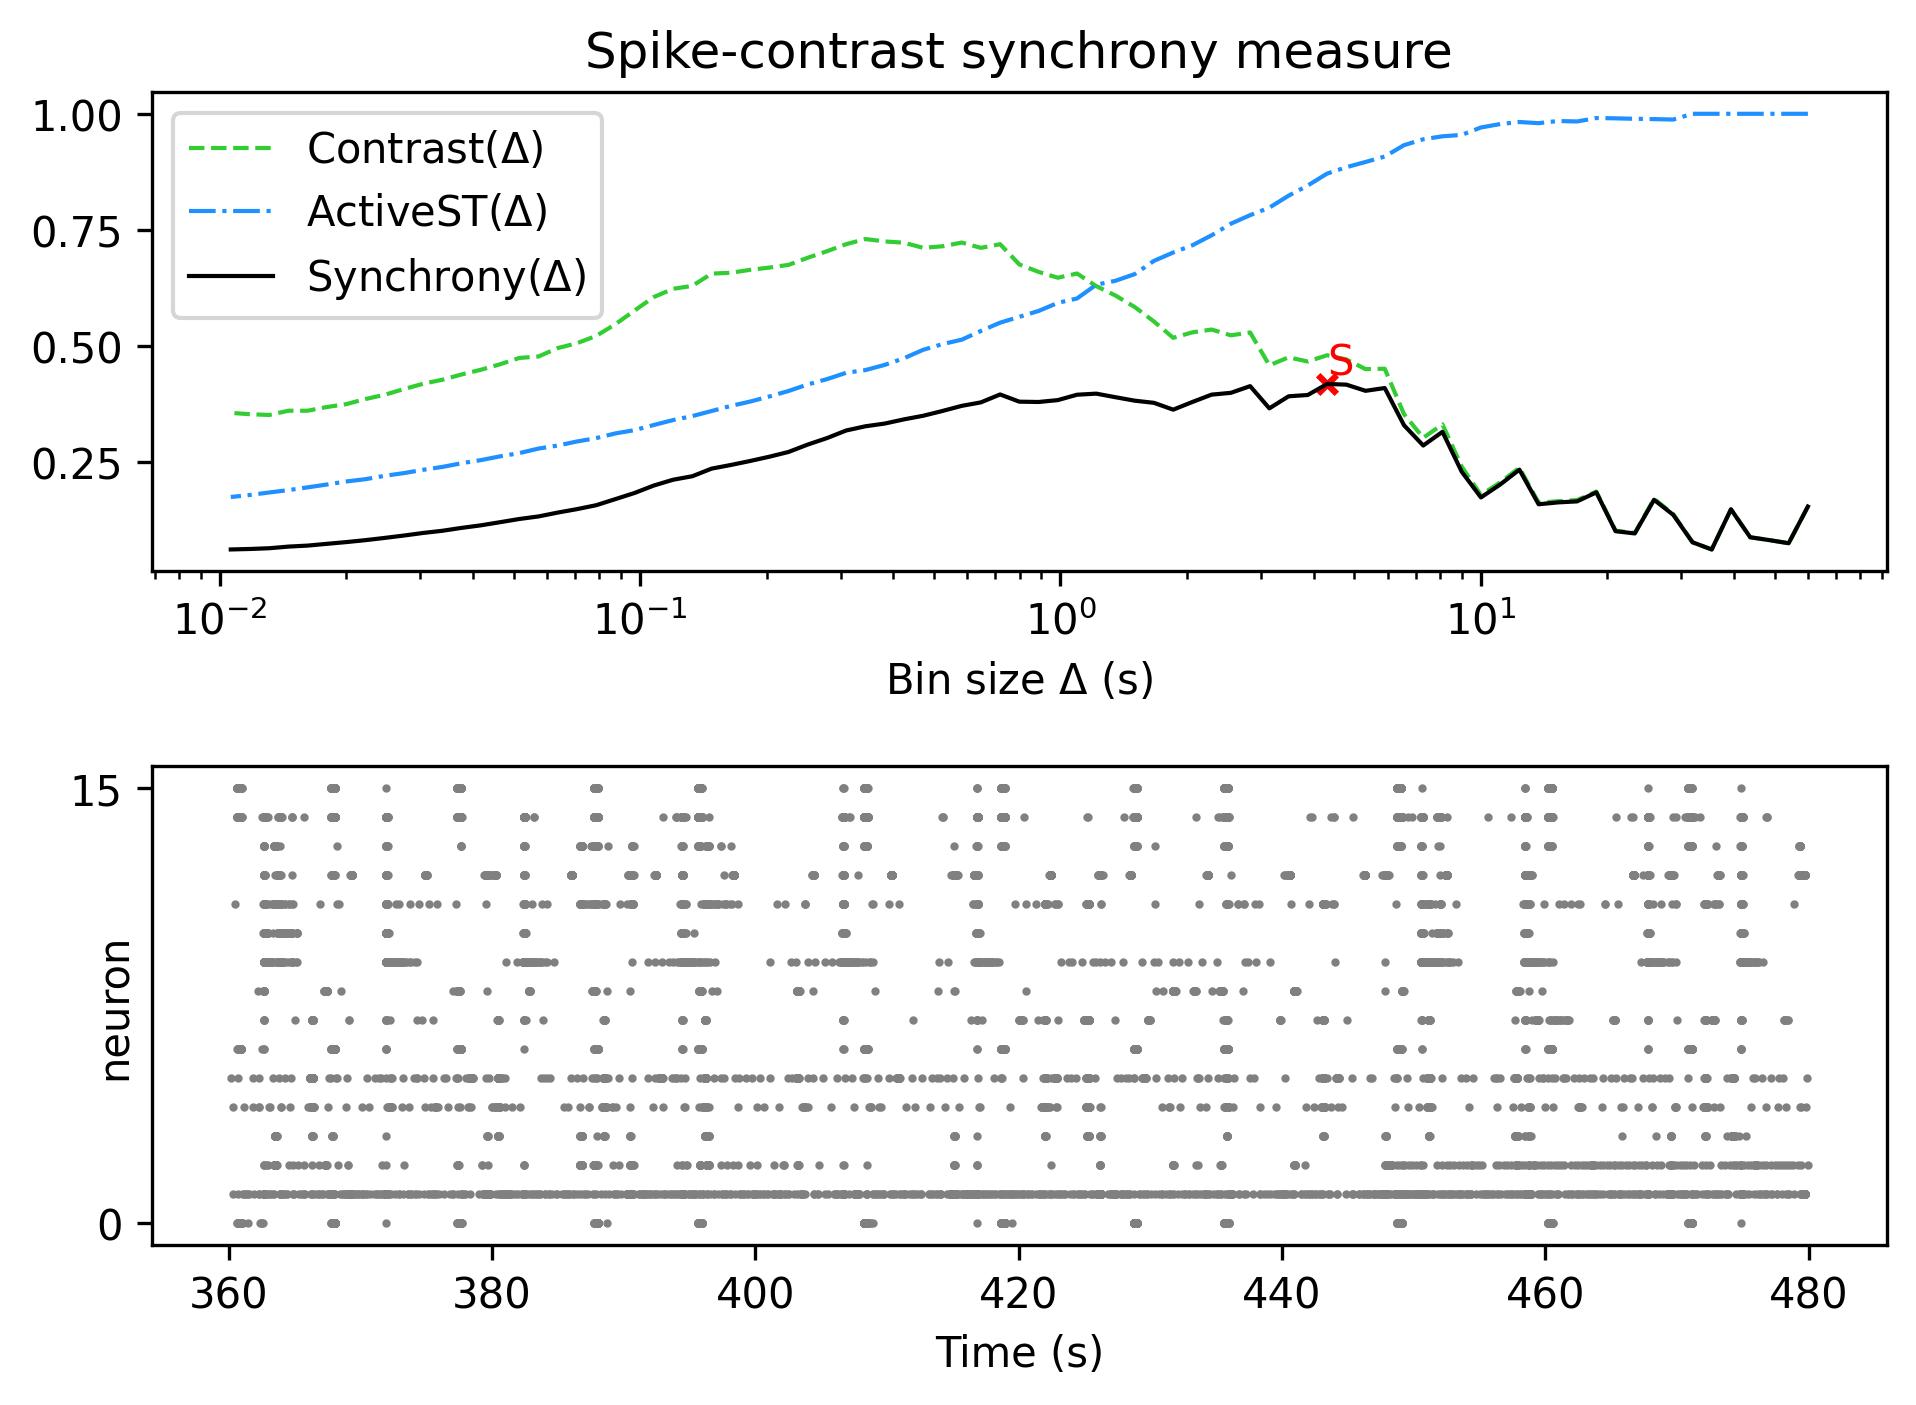 Spike-contrast synchrony measure
1.00
0.75
0.50
0.25
Contrast(Δ)
ActiveST(Δ)
Synchrony(Δ)
S
10⁻² 10⁻¹ 10⁰ 10¹
Bin size Δ (s)
15
0
neuron
360 380 400 420 440 460 480
Time (s)